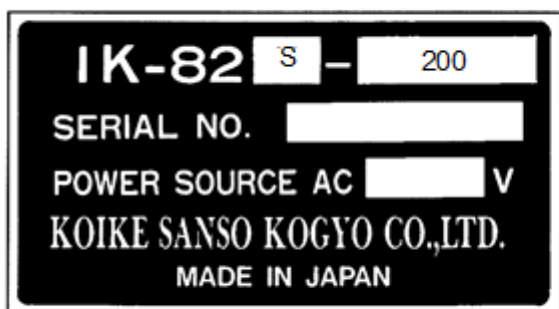 IK-82 S - 200
SERIAL NO.
POWER SOURCE AC V
KOIKE SANSO KOGYO CO.,LTD.
MADE IN JAPAN